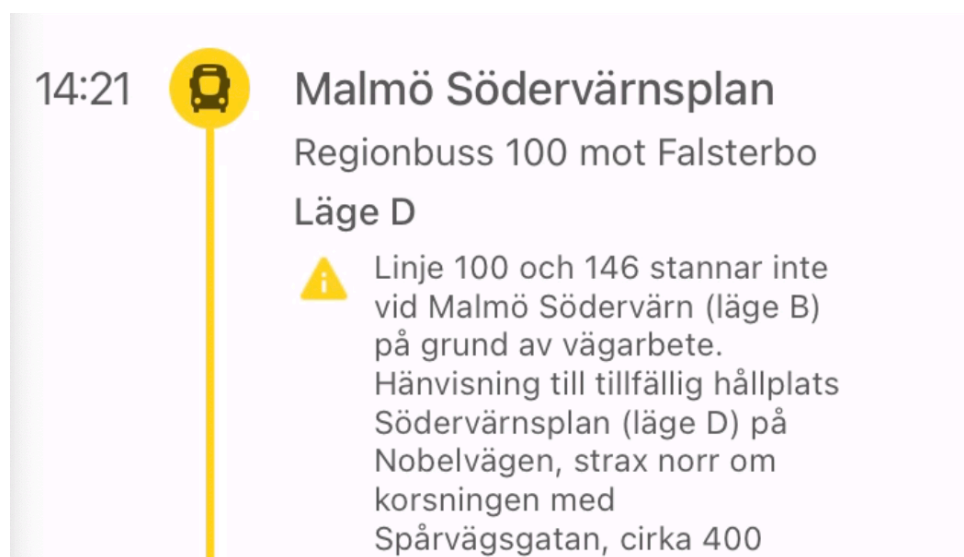 14:21 Malmö Södervärnsplan
Regionbuss 100 mot Falsterbo
Läge D
Linje 100 och 146 stannar inte
vid Malmö Södervärn (läge B)
på grund av vägarbete.
Hänvisning till tillfällig hållplats
Södervärnsplan (läge D) på
Nobelvägen, strax norr om
korsningen med
Spårvägsgatan, cirka 400